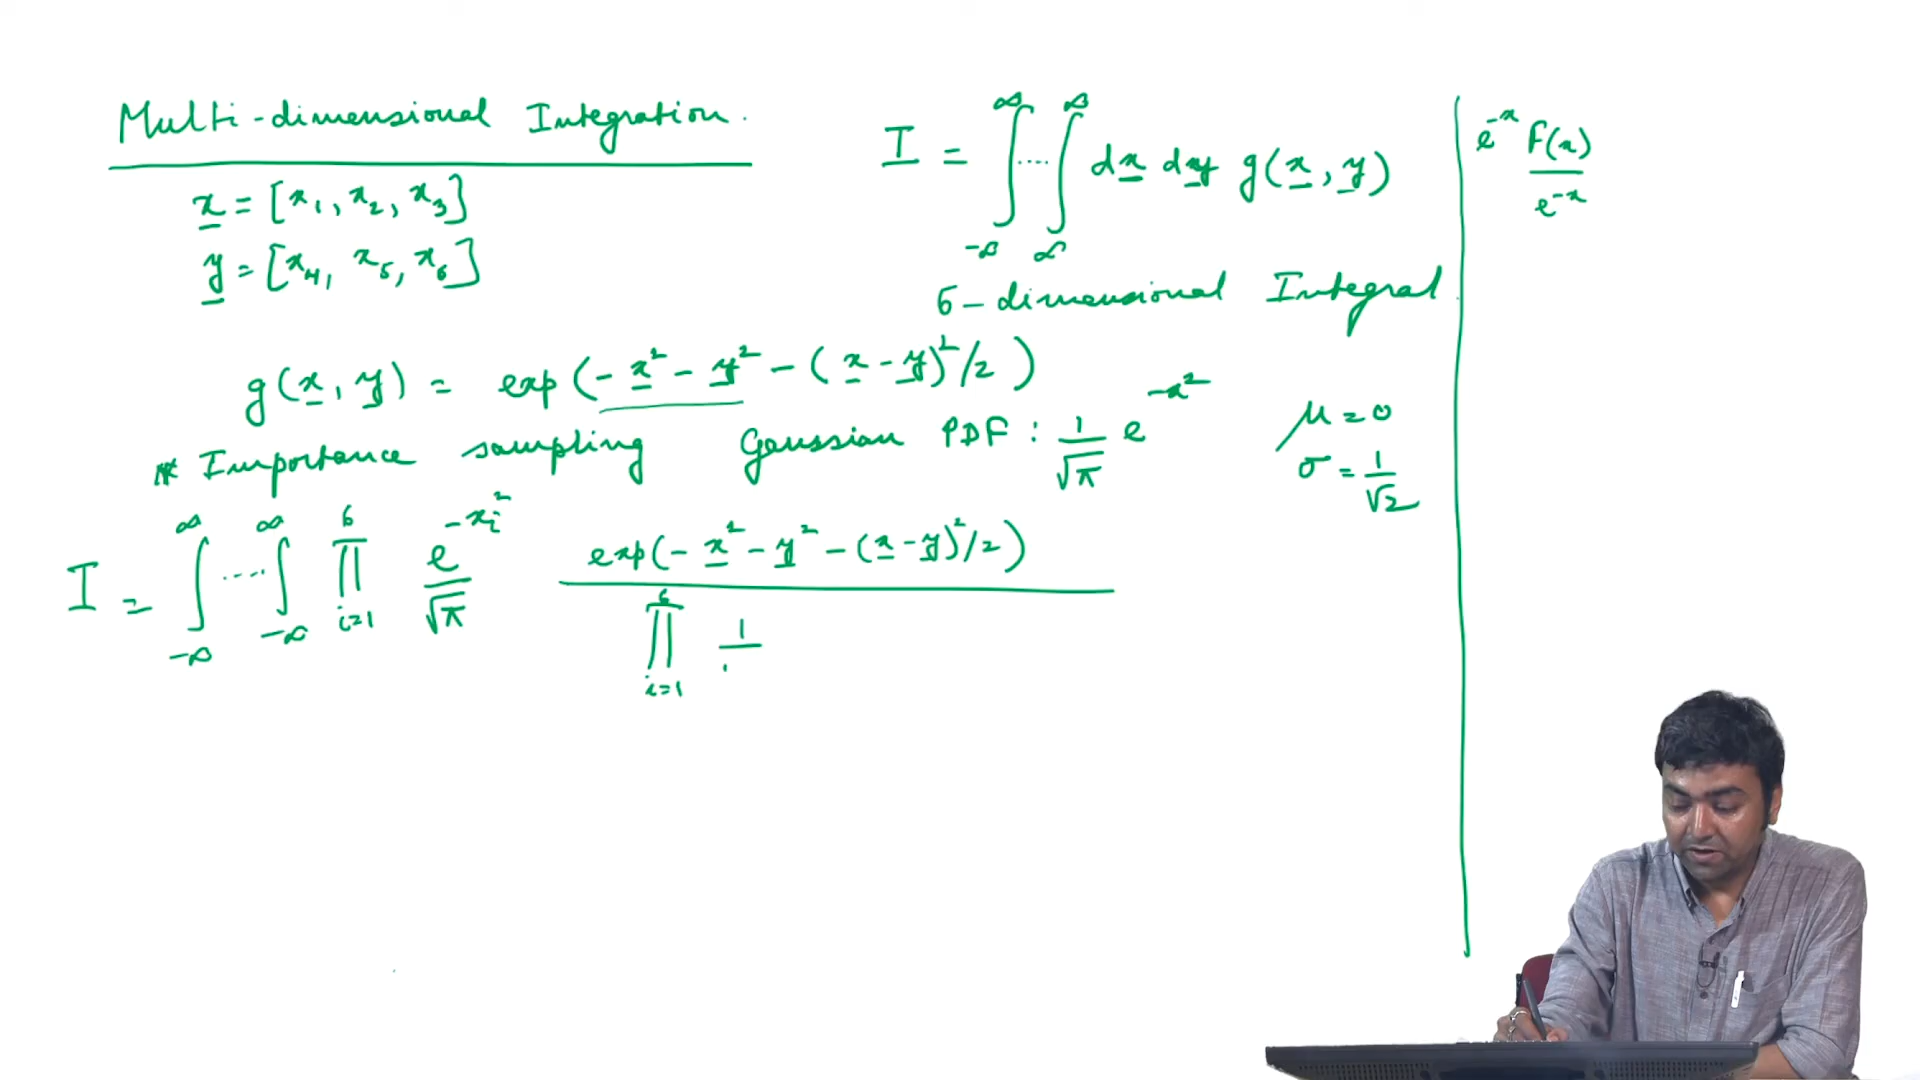 Multi-dimensional Integration.
x = [x₁, x₂, x₃]
y = [x₄, x₅, x₆]
I = ∫_{-∞}^{∞} .... ∫_{∞}^{∞} dx dy g(x, y)
6-dimensional Integral.
e^{-x} F(x) / e^{-x}
g(x, y) = exp(-x² - y² - (x - y)²/2)
* Importance sampling Gaussian PDF : 1/√π e^{-x²}
μ = 0
σ = 1/√2
I = ∫_{-∞}^{∞} .... ∫_{-∞}^{∞} ∏_{i=1}^{6} e^{-x_i²}/√π exp(-x² - y² - (x - y)²/2)
∏_{i=1}^{6} 1